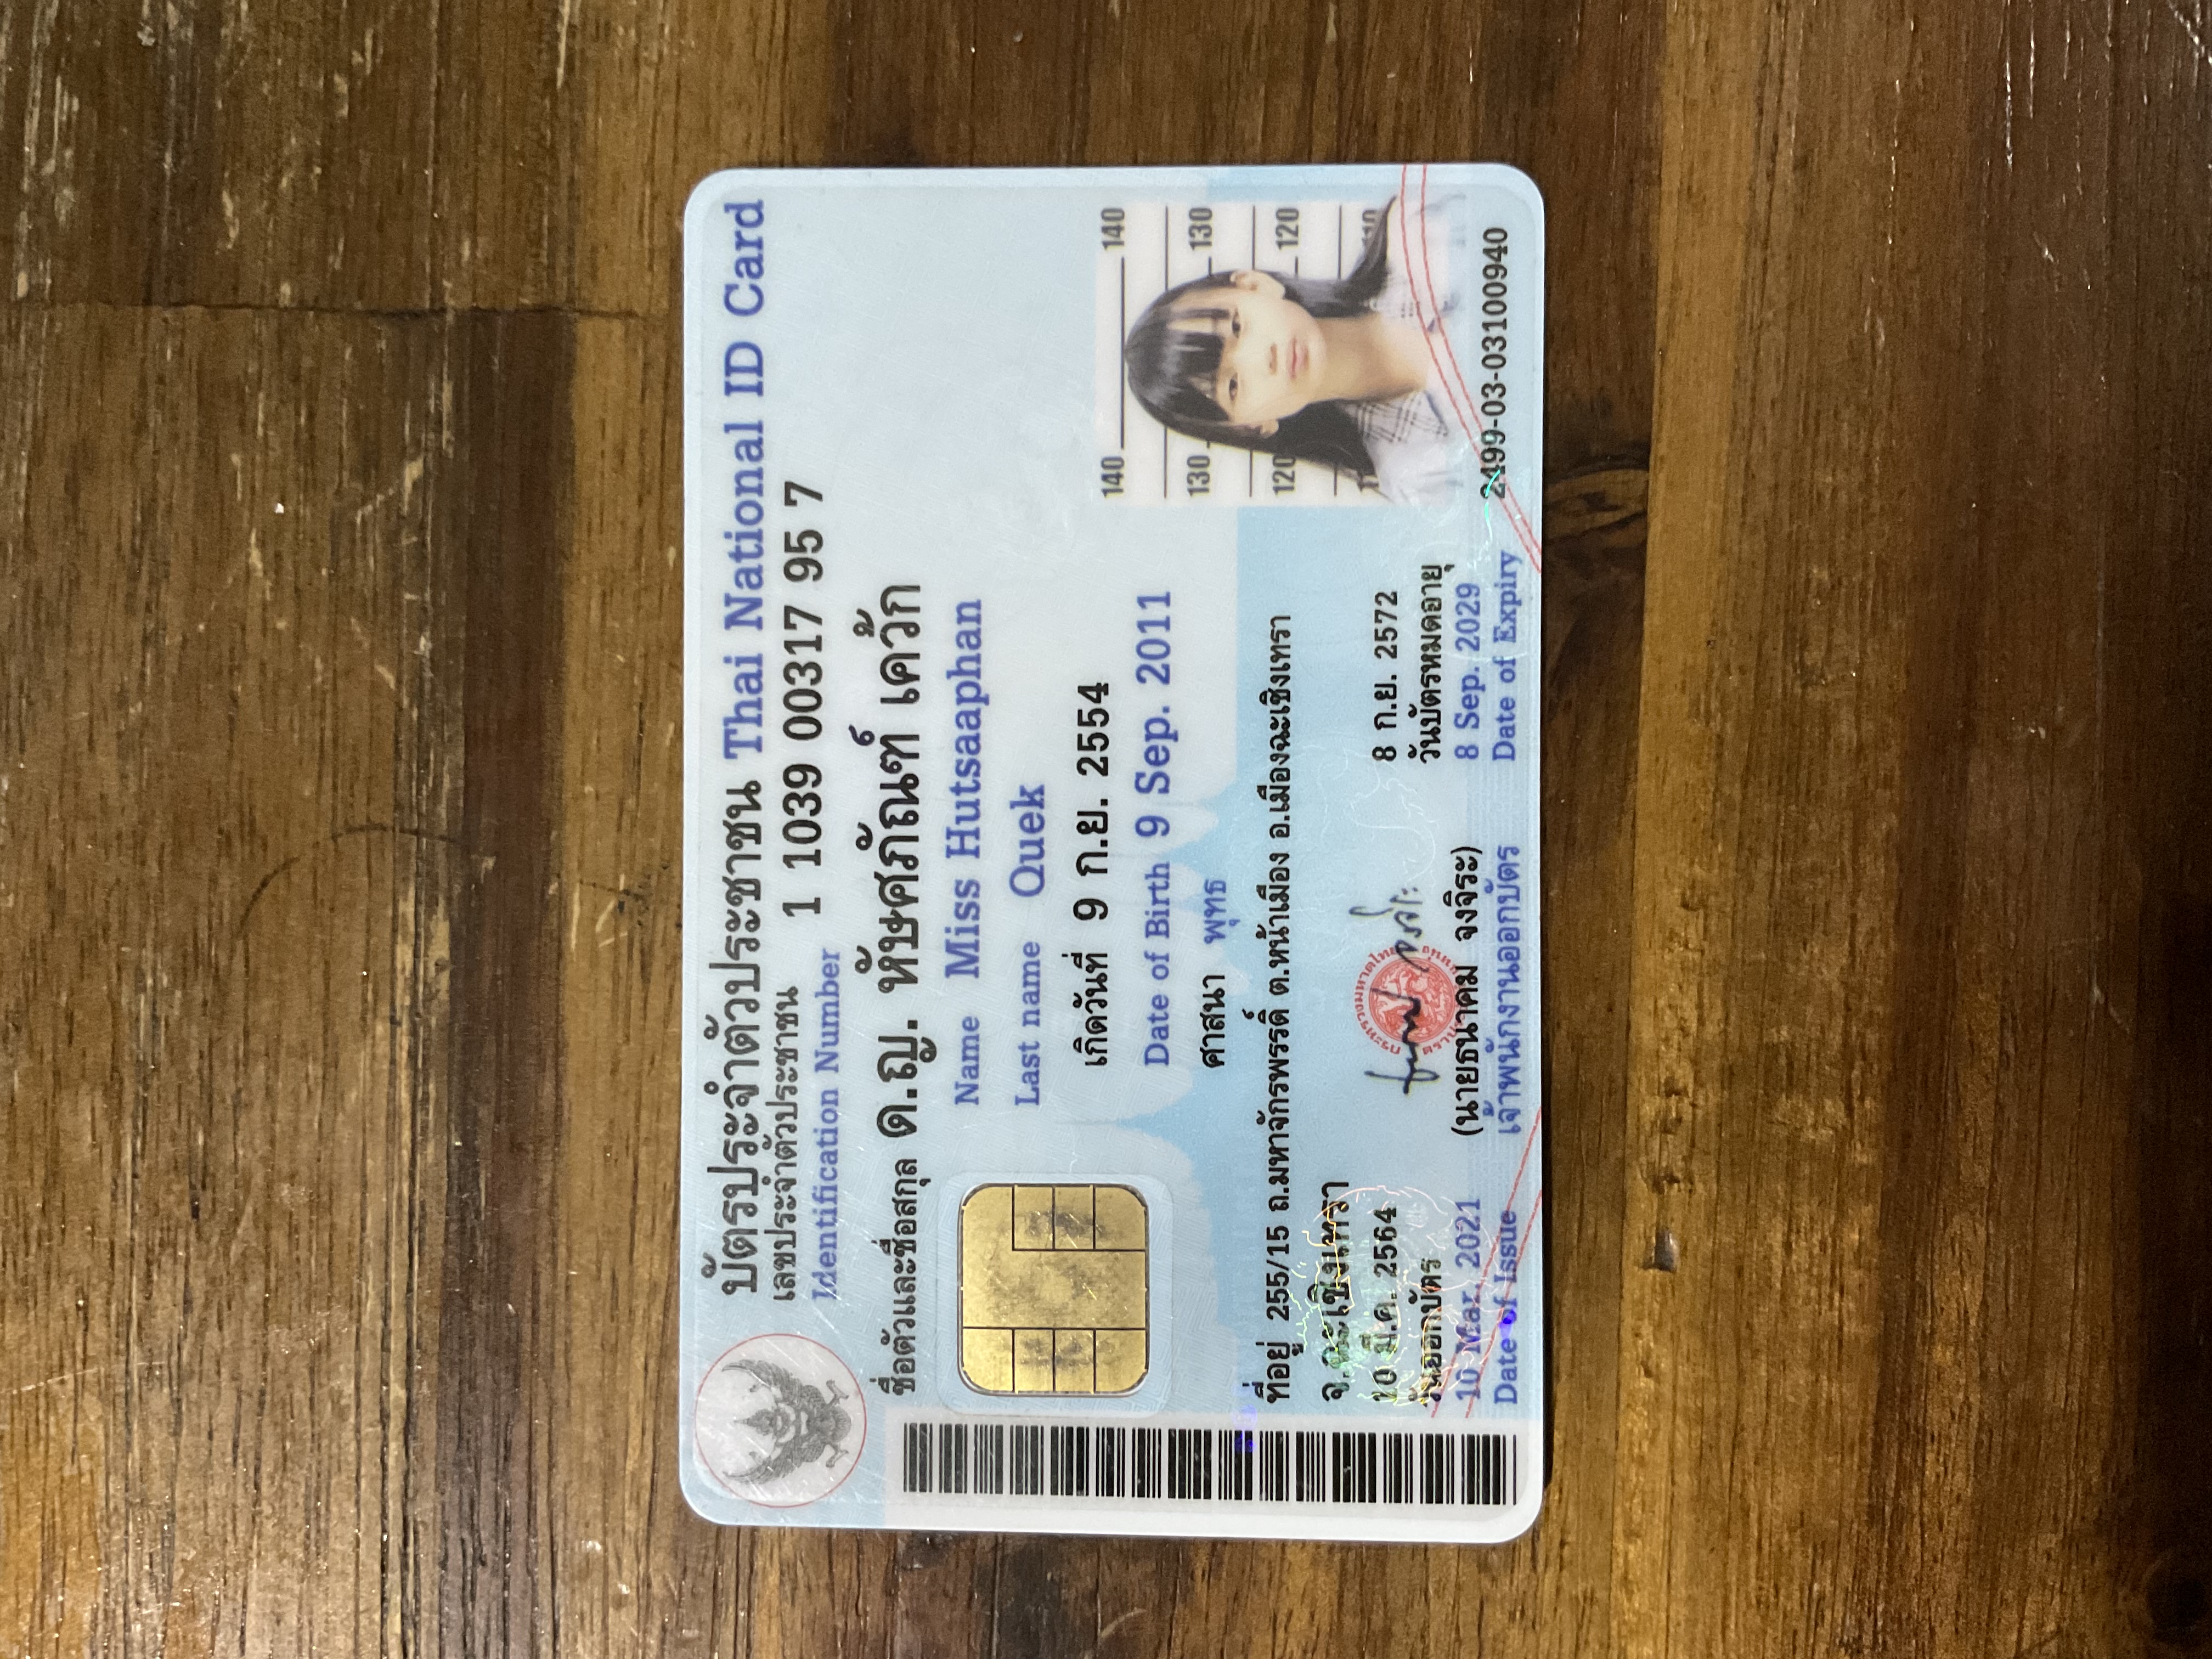 บัตรประจำตัวประชาชน Thai National ID Card
เลขประจำตัวประชาชน 1 1039 00317 95 7
Identification Number
ชื่อตัวและชื่อสกุล ด.ญ. หัษศภัณฑ์ เคว้ก
Name Miss Hutsaaphan
Last name Quek
เกิดวันที่ 9 ก.ย. 2554
Date of Birth 9 Sep. 2011
ศาสนา พุทธ
ที่อยู่ 255/15 ถ.มหาจักรพรรดิ์ ต.หน้าเมือง อ.เมืองฉะเชิงเทรา
จ.ฉะเชิงเทรา
10 มี.ค. 2564
วันออกบัตร
10 Mar. 2021
Date of Issue
(นายธนาคม จงจิระ)
เจ้าพนักงานออกบัตร
8 ก.ย. 2572
วันบัตรหมดอายุ
8 Sep. 2029
Date of Expiry
140 140
130 130
120 120
2499-03-03100940